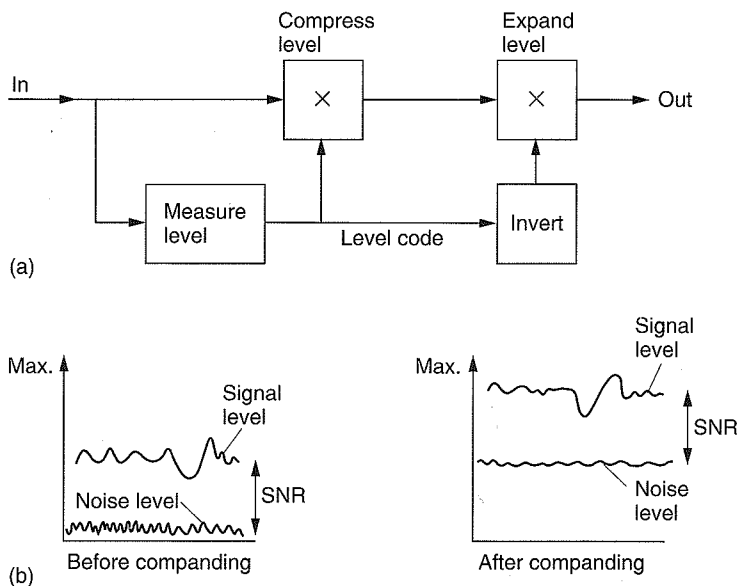 Compress
level
Expand
level
In
×
×
Out
Measure
level
Level code
Invert
(a)
Max.
Signal
level
SNR
Noise level
Before companding
Max.
Signal
level
SNR
Noise
level
After companding
(b)